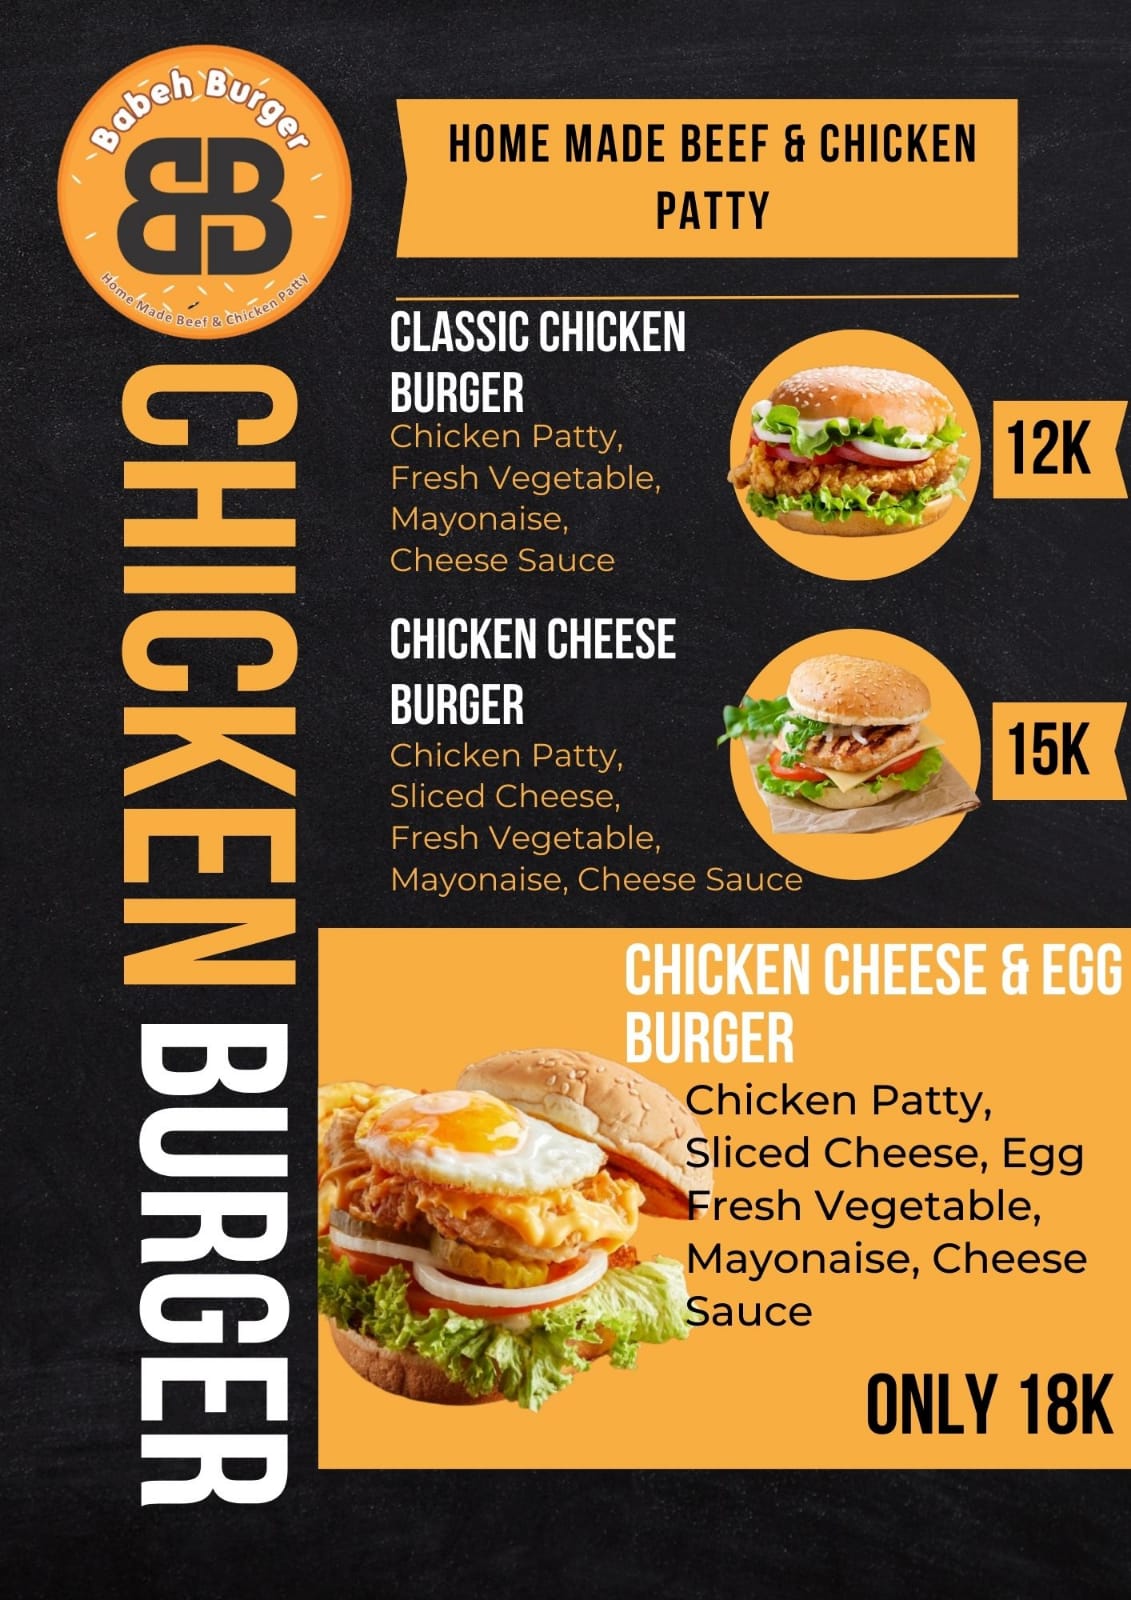 Babeh Burger
BB
Home Made Beef & Chicken Patty
HOME MADE BEEF & CHICKEN
PATTY
CHICKEN BURGER
CLASSIC CHICKEN
BURGER
Chicken Patty,
Fresh Vegetable,
Mayonaise,
Cheese Sauce
12K
CHICKEN CHEESE
BURGER
Chicken Patty,
Sliced Cheese,
Fresh Vegetable,
Mayonaise, Cheese Sauce
15K
CHICKEN CHEESE & EGG
BURGER
Chicken Patty,
Sliced Cheese, Egg
Fresh Vegetable,
Mayonaise, Cheese
Sauce
ONLY 18K